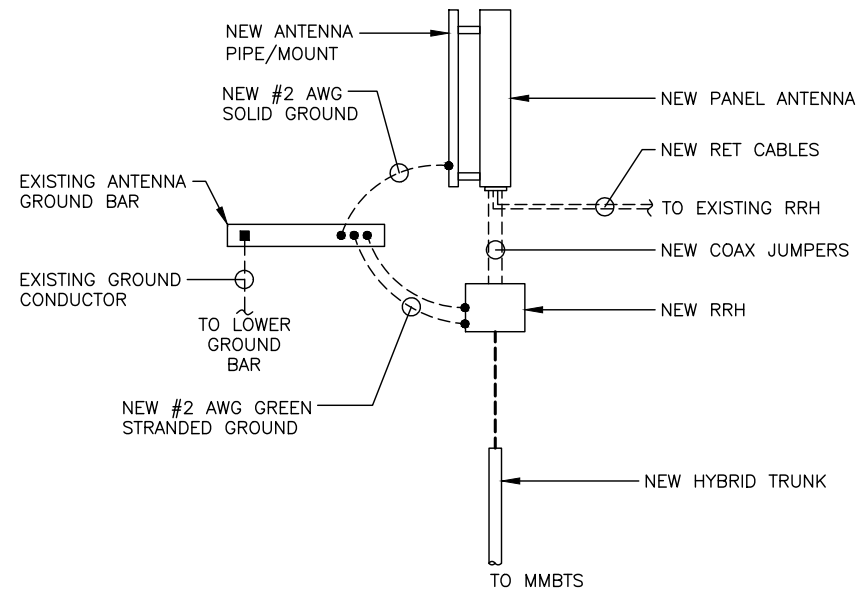 NEW ANTENNA
PIPE/MOUNT
NEW #2 AWG
SOLID GROUND
NEW PANEL ANTENNA
NEW RET CABLES
EXISTING ANTENNA
GROUND BAR
TO EXISTING RRH
NEW COAX JUMPERS
EXISTING GROUND
CONDUCTOR
NEW RRH
TO LOWER
GROUND
BAR
NEW #2 AWG GREEN
STRANDED GROUND
NEW HYBRID TRUNK
TO MMBTS